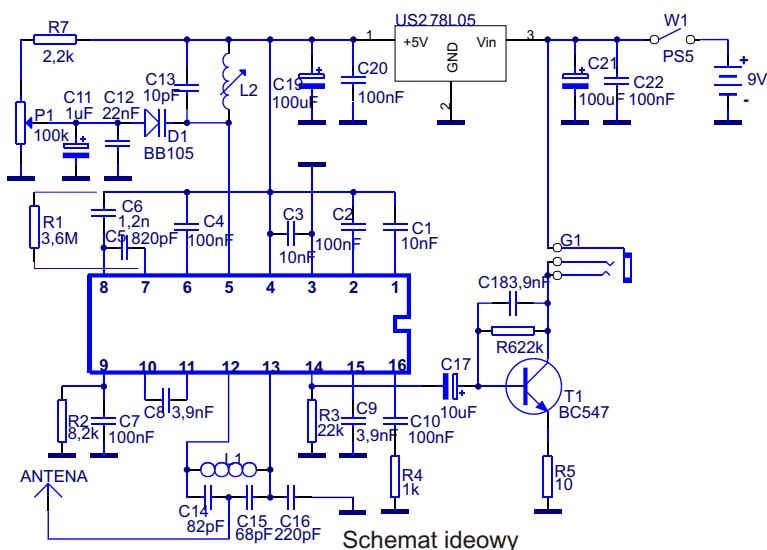 US2 78L05
W1
R7
2,2k
1
+5V
GND
Vin
3
PS5
C13
10pF
L2
C19
100uF
C20
100nF
C21
100uF
C22
100nF
+
9V
-
2
P1
100k
C11
1uF
C12
22nF
D1
BB105
R1
3,6M
C6
1,2n
C5
820pF
C4
100nF
C3
10nF
C2
100nF
C1
10nF
G1
8 7 6 5 4 3 2 1
C18 3,9nF
R6 22k
9 10 11 12 13 14 15 16
C17
10uF
T1
BC547
R2
8,2k
C7
100nF
C8 3,9nF
R3
22k
C9
3,9nF
C10
100nF
L1
R4
1k
R5
10
ANTENA
C14
82pF
C15
68pF
C16
220pF
Schemat ideowy